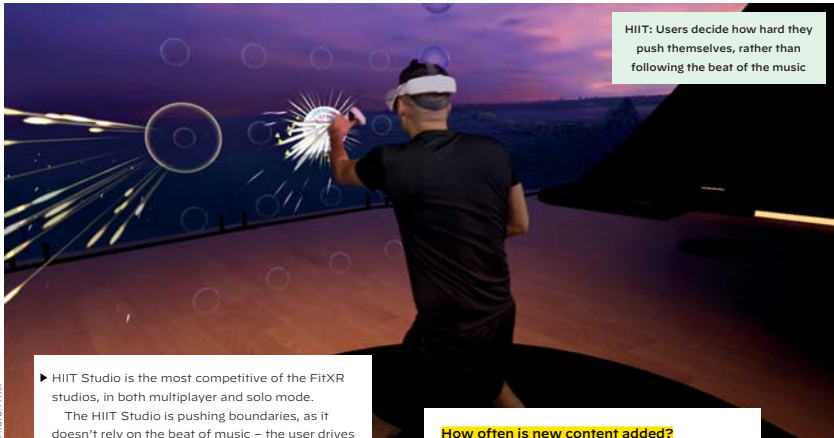 HIIT: Users decide how hard they
push themselves, rather than
following the beat of the music
HIIT Studio is the most competitive of the FitXR
studios, in both multiplayer and solo mode.
The HIIT Studio is pushing boundaries, as it
doesn't rely on the beat of music – the user drives
How often is new content added?